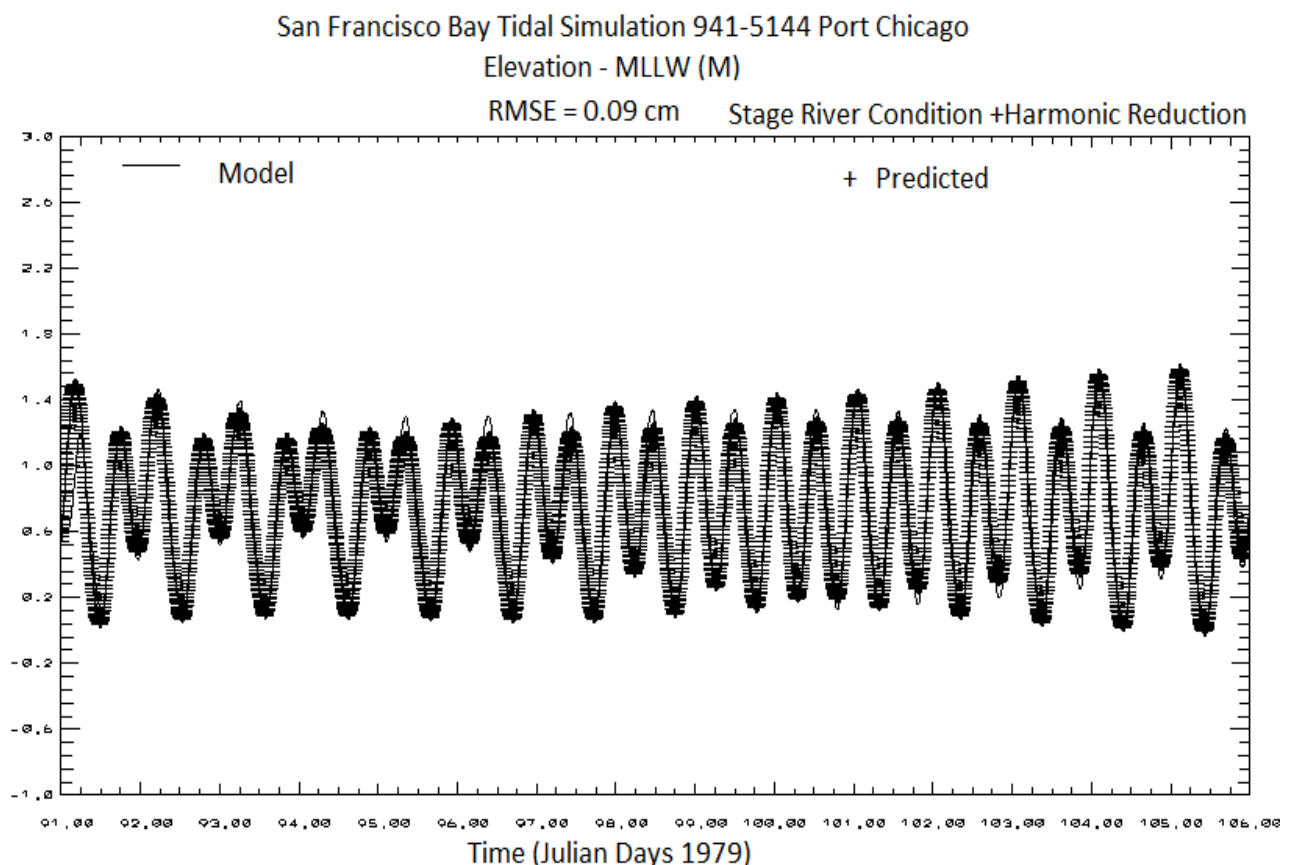 San Francisco Bay Tidal Simulation 941-5144 Port Chicago
Elevation - MLLW (M)
RMSE = 0.09 cm Stage River Condition +Harmonic Reduction
3.0
Model + Predicted
2.6
2.2
1.8
1.4
1.0
0.6
0.2
-0.2
-0.6
-1.0
91.00 92.00 93.00 94.00 95.00 96.00 97.00 98.00 99.00 100.00 101.00 102.00 103.00 104.00 105.00 106.00
Time (Julian Days 1979)